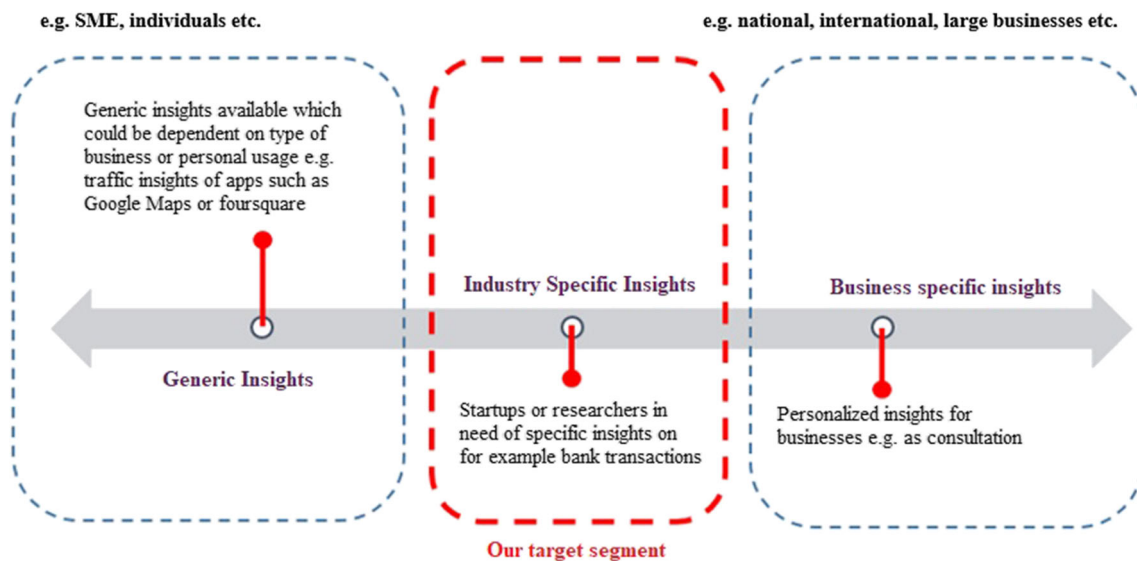 e.g. SME, individuals etc.
e.g. national, international, large businesses etc.
Generic insights available which
could be dependent on type of
business or personal usage e.g.
traffic insights of apps such as
Google Maps or foursquare
Industry Specific Insights
Business specific insights
Generic Insights
Startups or researchers in
need of specific insights on
for example bank transactions
Personalized insights for
businesses e.g. as consultation
Our target segment